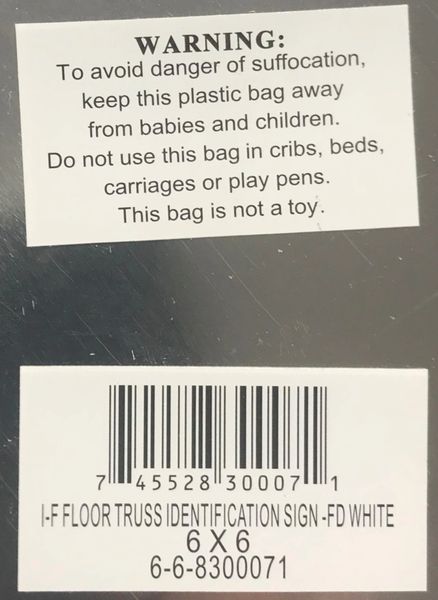 WARNING:
To avoid danger of suffocation,
keep this plastic bag away
from babies and children.
Do not use this bag in cribs, beds,
carriages or play pens.
This bag is not a toy.
7 45528 30007 1
I-F FLOOR TRUSS IDENTIFICATION SIGN -FD WHITE
6 X 6
6-6-8300071